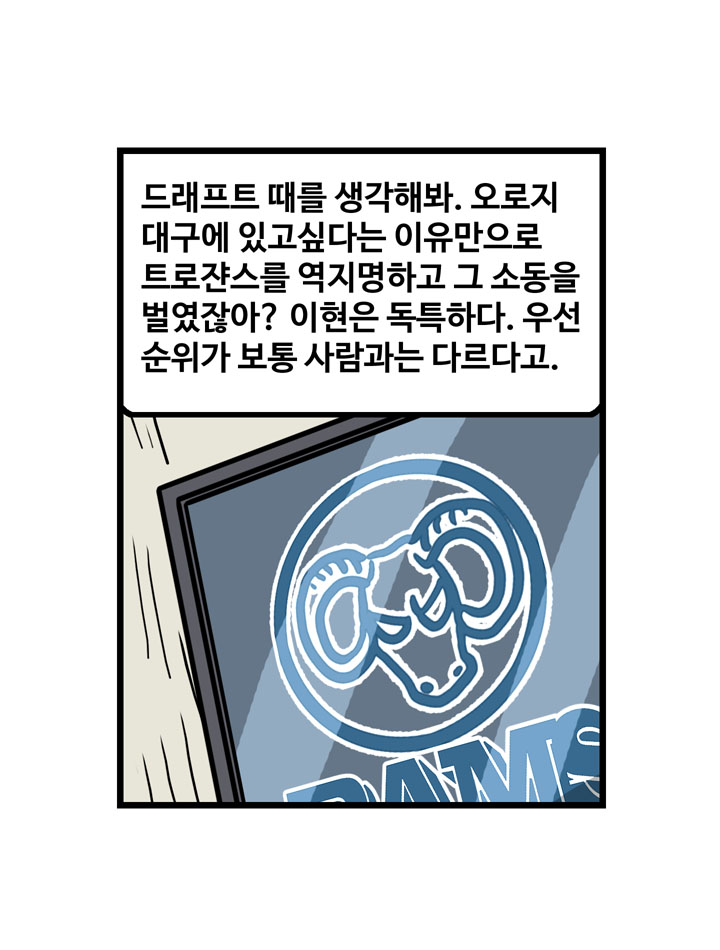 드래프트 때를 생각해봐. 오로지
대구에 있고싶다는 이유만으로
트로쟌스를 역지명하고 그 소동을
벌였잖아? 이현은 독특하다. 우선
순위가 보통 사람과는 다르다고.
RAMS